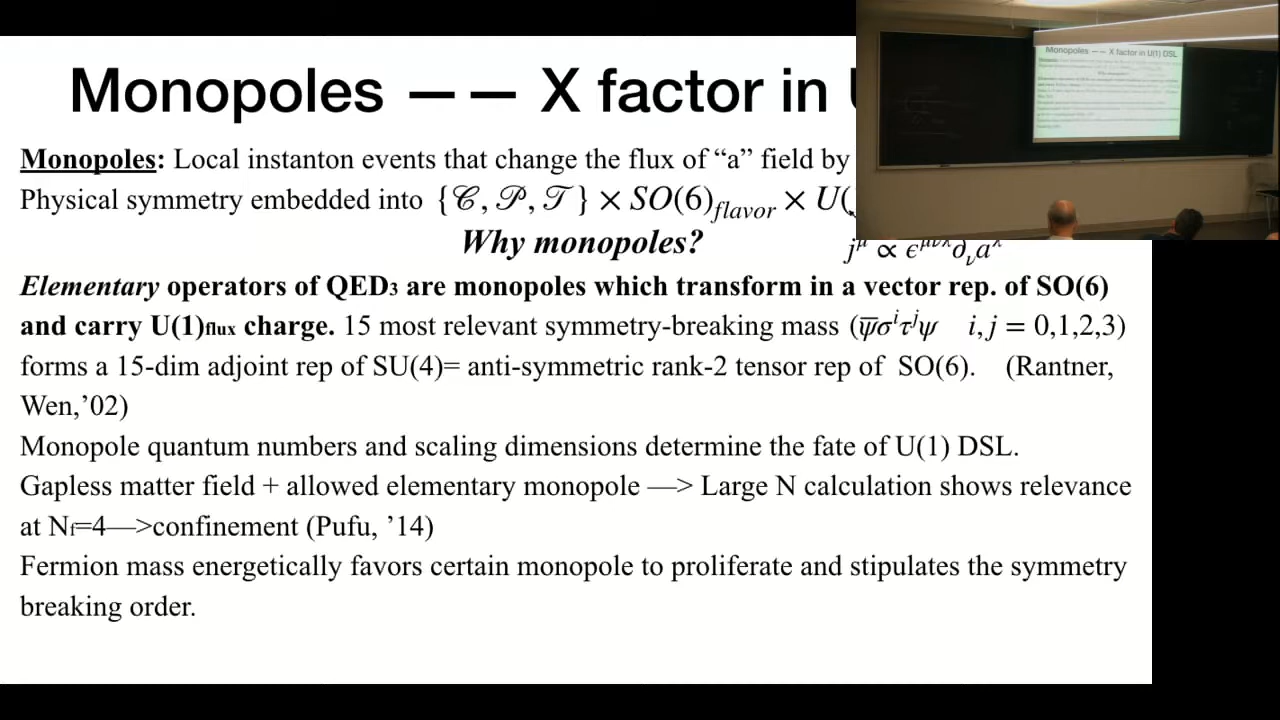 Monopoles —— X factor in U
Monopoles: Local instanton events that change the flux of “a” field by
Physical symmetry embedded into {𝒞, 𝒫, 𝒯} × SO(6)flavor × U(
Why monopoles?
j^μ ∝ ϵ^{μνλ}∂_ν a^λ
Elementary operators of QED₃ are monopoles which transform in a vector rep. of SO(6)
and carry U(1)flux charge. 15 most relevant symmetry-breaking mass (ψ̅σ^iτ^jψ i, j = 0,1,2,3)
forms a 15-dim adjoint rep of SU(4)= anti-symmetric rank-2 tensor rep of SO(6). (Rantner,
Wen,’02)
Monopole quantum numbers and scaling dimensions determine the fate of U(1) DSL.
Gapless matter field + allowed elementary monopole —> Large N calculation shows relevance
at Nf=4—>confinement (Pufu, ’14)
Fermion mass energetically favors certain monopole to proliferate and stipulates the symmetry
breaking order.
Monopoles —— X factor in U(1) DSL